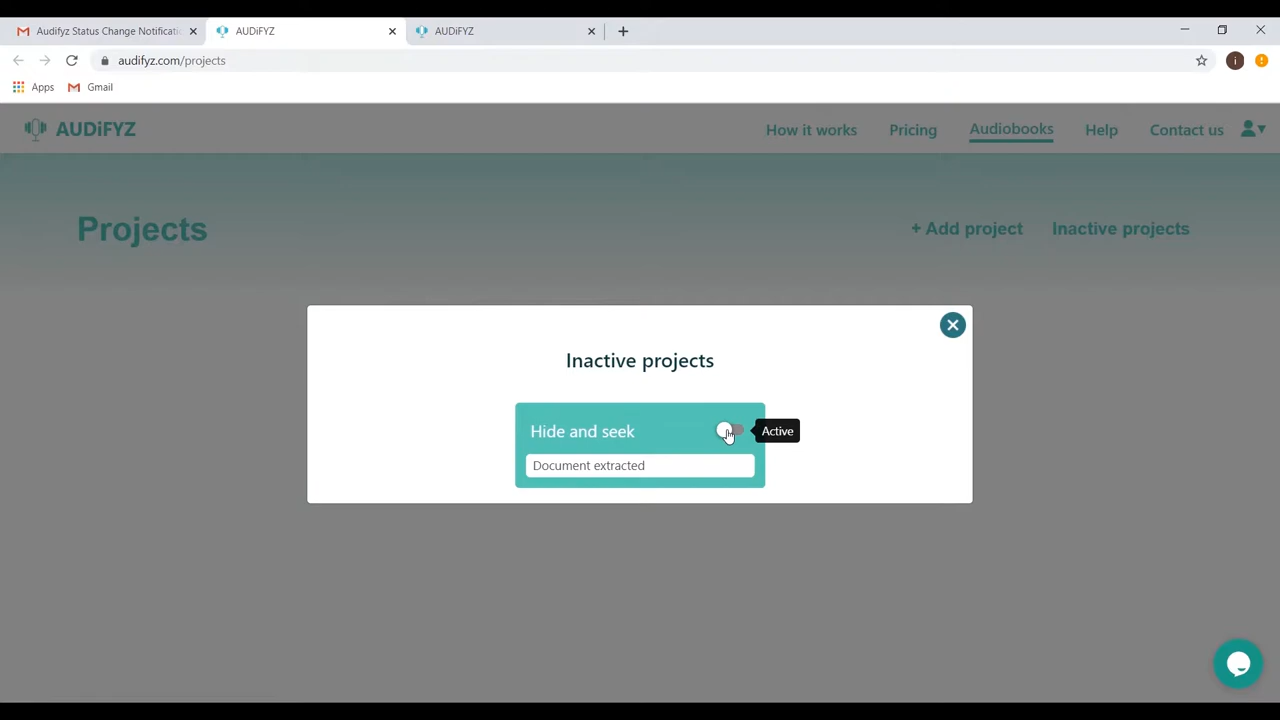 Audifyz Status Change Notificatio
AUDiFYZ
AUDiFYZ
audifyz.com/projects
i
Apps
Gmail
AUDiFYZ
How it works
Pricing
Audiobooks
Help
Contact us
Projects
+ Add project
Inactive projects
Inactive projects
Hide and seek
Active
Document extracted